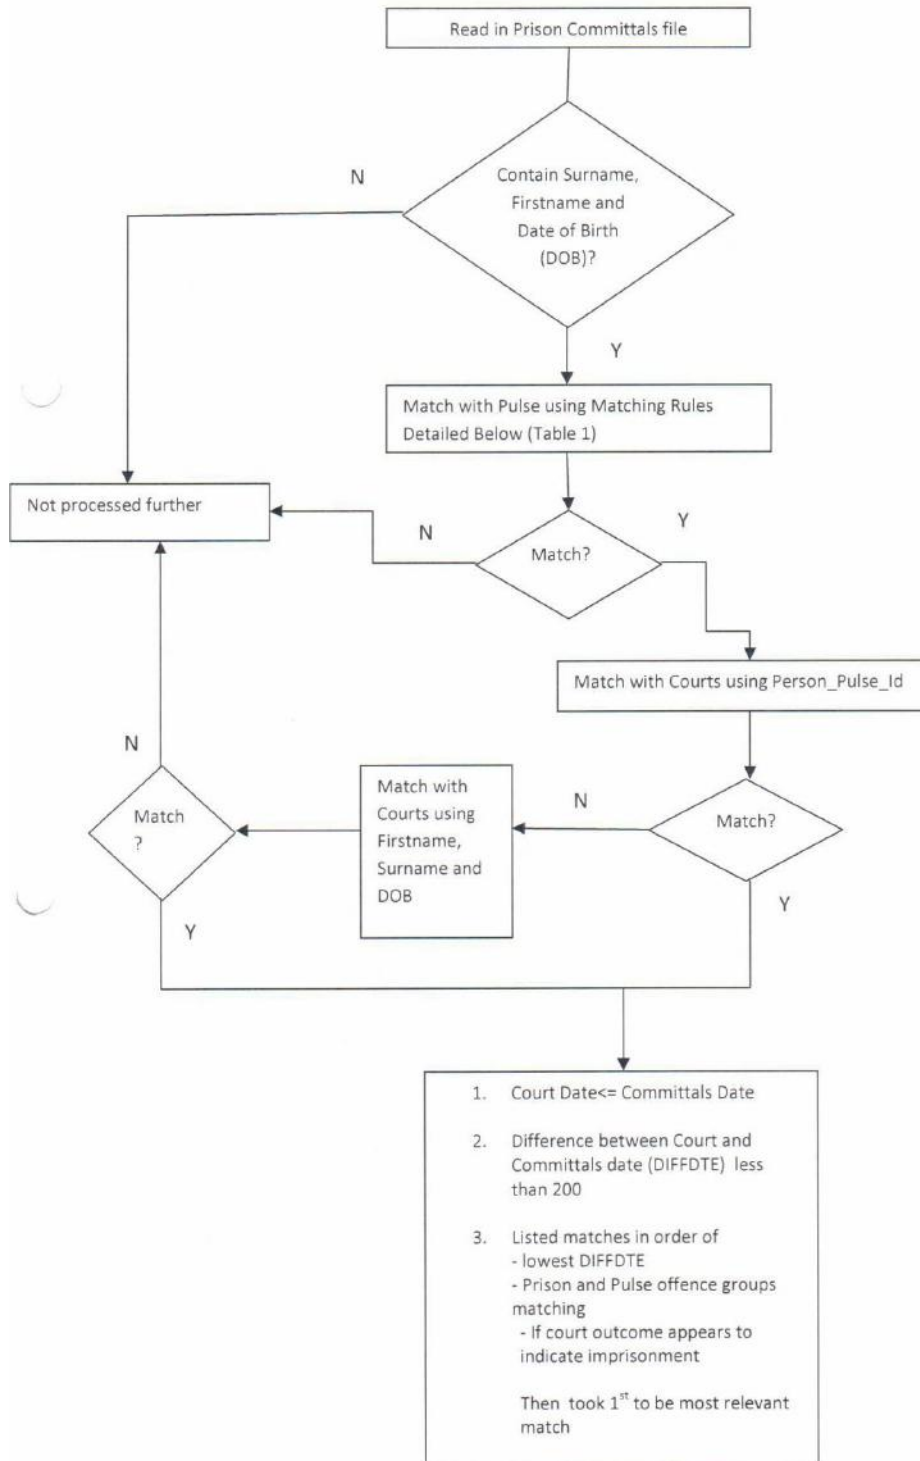 Read in Prison Committals file
N
Contain Surname,
Firstname and
Date of Birth
(DOB)?
Y
Match with Pulse using Matching Rules
Detailed Below (Table 1)
Not processed further
N
Y
Match?
Match with Courts using Person_Pulse_Id
N
Match
?
Match with
Courts using
Firstname,
Surname and
DOB
N
Match?
Y
Y
1. Court Date<= Committals Date
2. Difference between Court and
Committals date (DIFFDTE) less
than 200
3. Listed matches in order of
- lowest DIFFDTE
- Prison and Pulse offence groups
matching
- If court outcome appears to
indicate imprisonment
Then took 1st to be most relevant
match